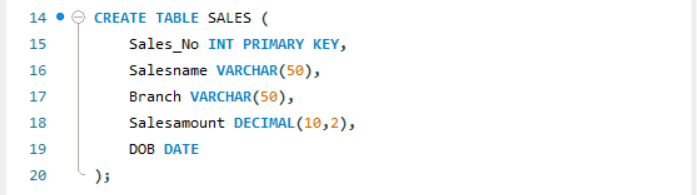 14 CREATE TABLE SALES (
15 Sales_No INT PRIMARY KEY,
16 Salesname VARCHAR(50),
17 Branch VARCHAR(50),
18 Salesamount DECIMAL(10,2),
19 DOB DATE
20 );